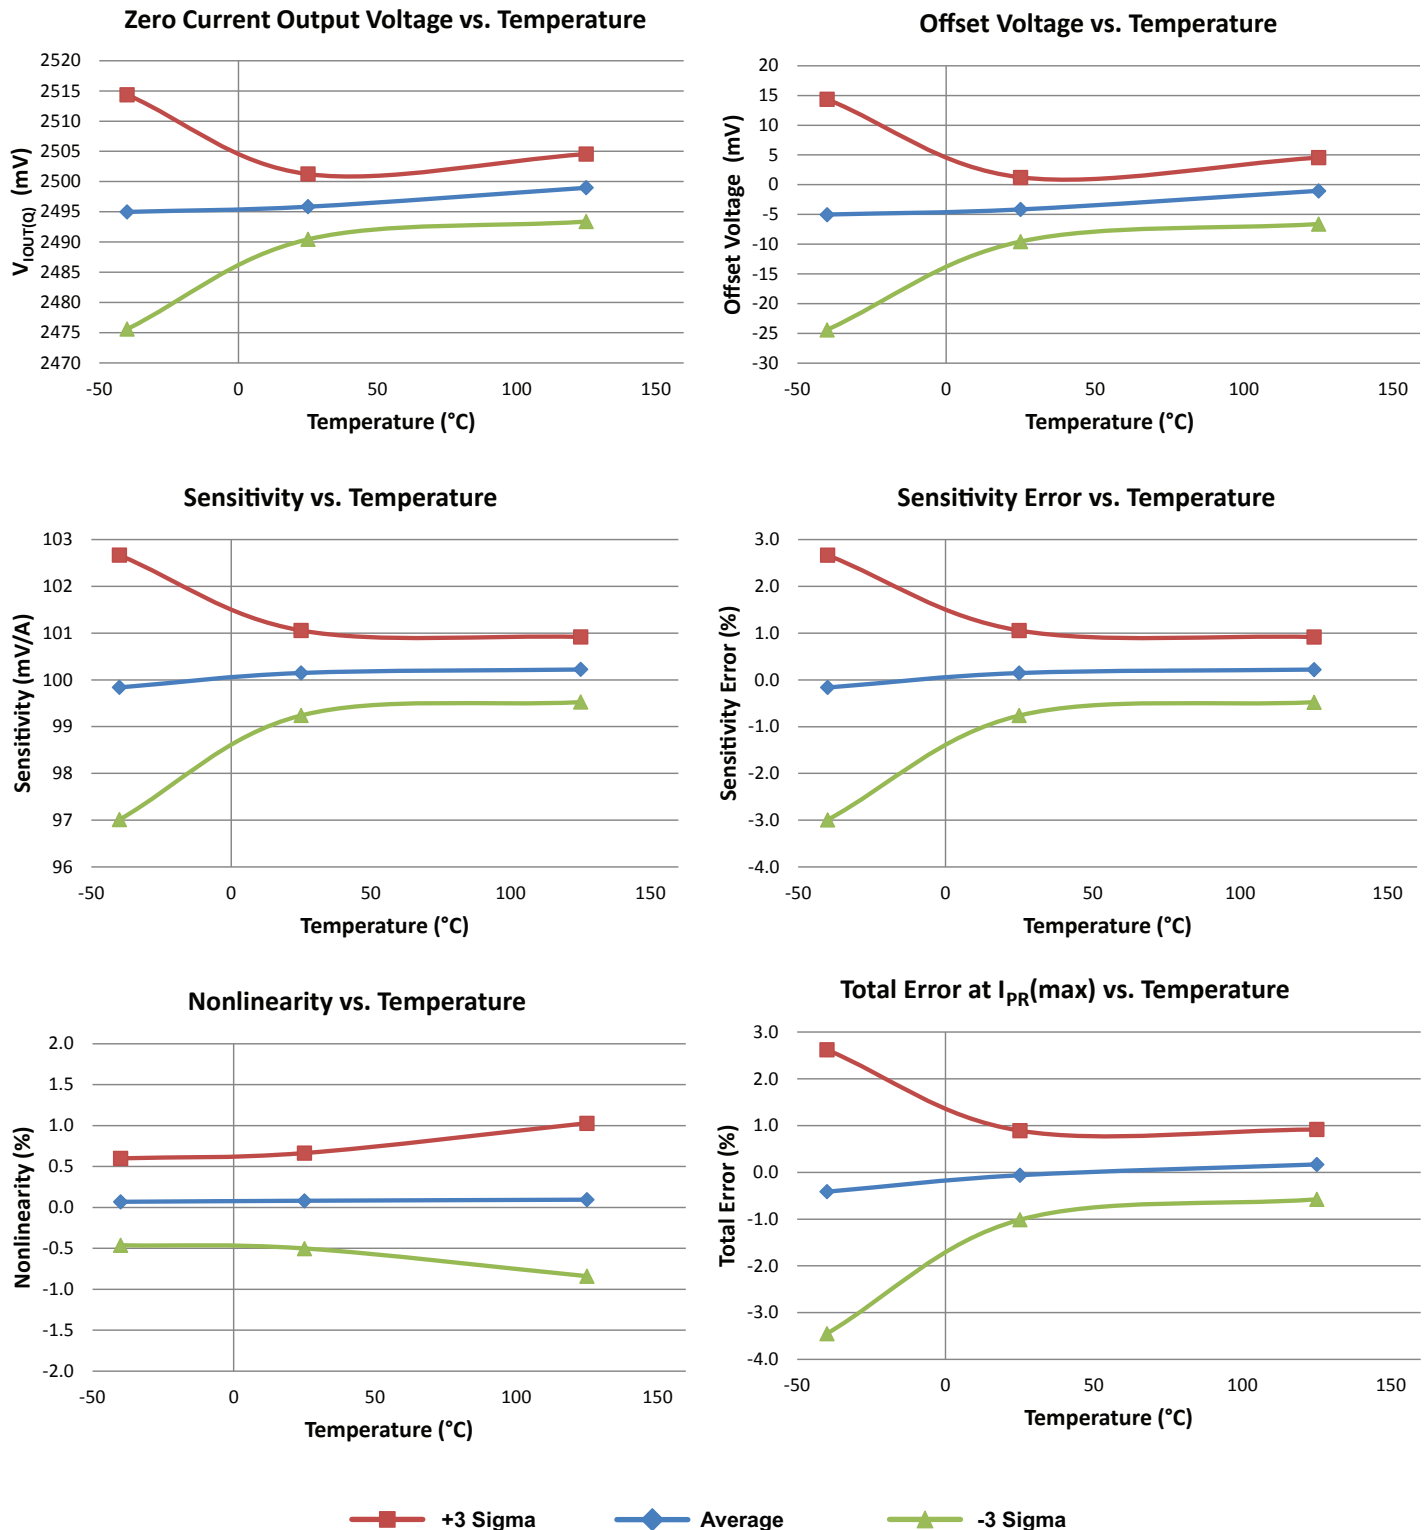 Zero Current Output Voltage vs. Temperature
2520
2515
2510
2505
2500
2495
2490
2485
2480
2475
2470
VIOUT(Q) (mV)
-50 0 50 100 150
Temperature (°C)
Offset Voltage vs. Temperature
20
15
10
5
0
-5
-10
-15
-20
-25
-30
Offset Voltage (mV)
-50 0 50 100 150
Temperature (°C)
Sensitivity vs. Temperature
103
102
101
100
99
98
97
96
Sensitivity (mV/A)
-50 0 50 100 150
Temperature (°C)
Sensitivity Error vs. Temperature
3.0
2.0
1.0
0.0
-1.0
-2.0
-3.0
-4.0
Sensitivity Error (%)
-50 0 50 100 150
Temperature (°C)
Nonlinearity vs. Temperature
2.0
1.5
1.0
0.5
0.0
-0.5
-1.0
-1.5
-2.0
Nonlinearity (%)
-50 0 50 100 150
Temperature (°C)
Total Error at IPR(max) vs. Temperature
3.0
2.0
1.0
0.0
-1.0
-2.0
-3.0
-4.0
Total Error (%)
-50 0 50 100 150
Temperature (°C)
+3 Sigma Average -3 Sigma